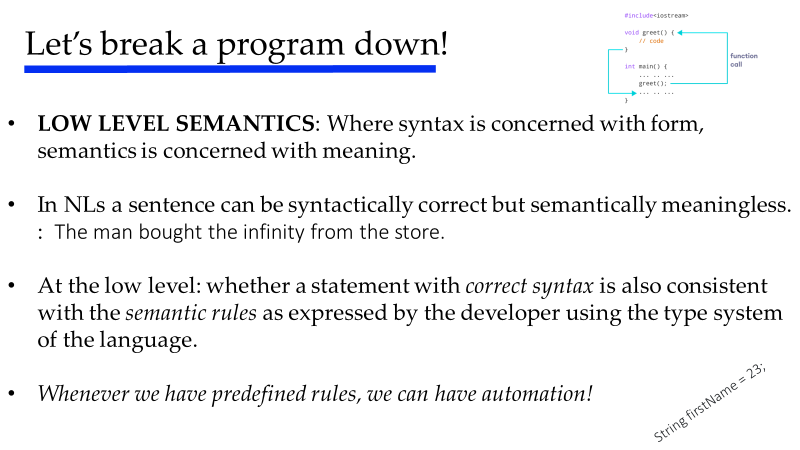 Let's break a program down!
#include<iostream>
void greet() {
// code
}
int main() {
... .. ...
greet();
... .. ...
}
function
call
• LOW LEVEL SEMANTICS: Where syntax is concerned with form,
semantics is concerned with meaning.
• In NLs a sentence can be syntactically correct but semantically meaningless.
: The man bought the infinity from the store.
• At the low level: whether a statement with correct syntax is also consistent
with the semantic rules as expressed by the developer using the type system
of the language.
• Whenever we have predefined rules, we can have automation!
String firstName = 23;